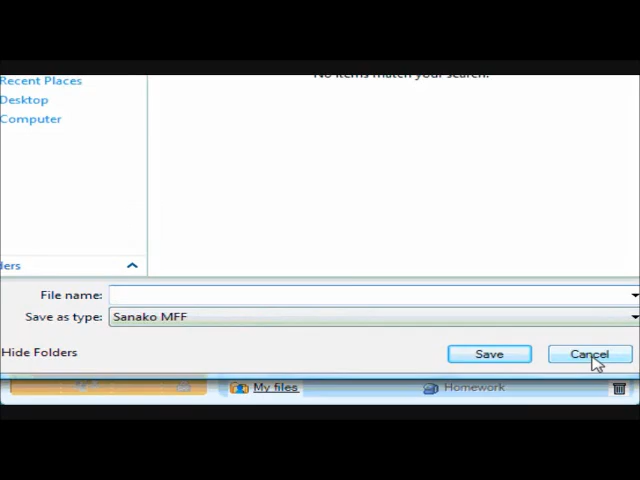 No items match your search.
Recent Places
Desktop
Computer
ders
File name:
Save as type: Sanako MFF
Hide Folders
Save
Cancel
My files
Homework